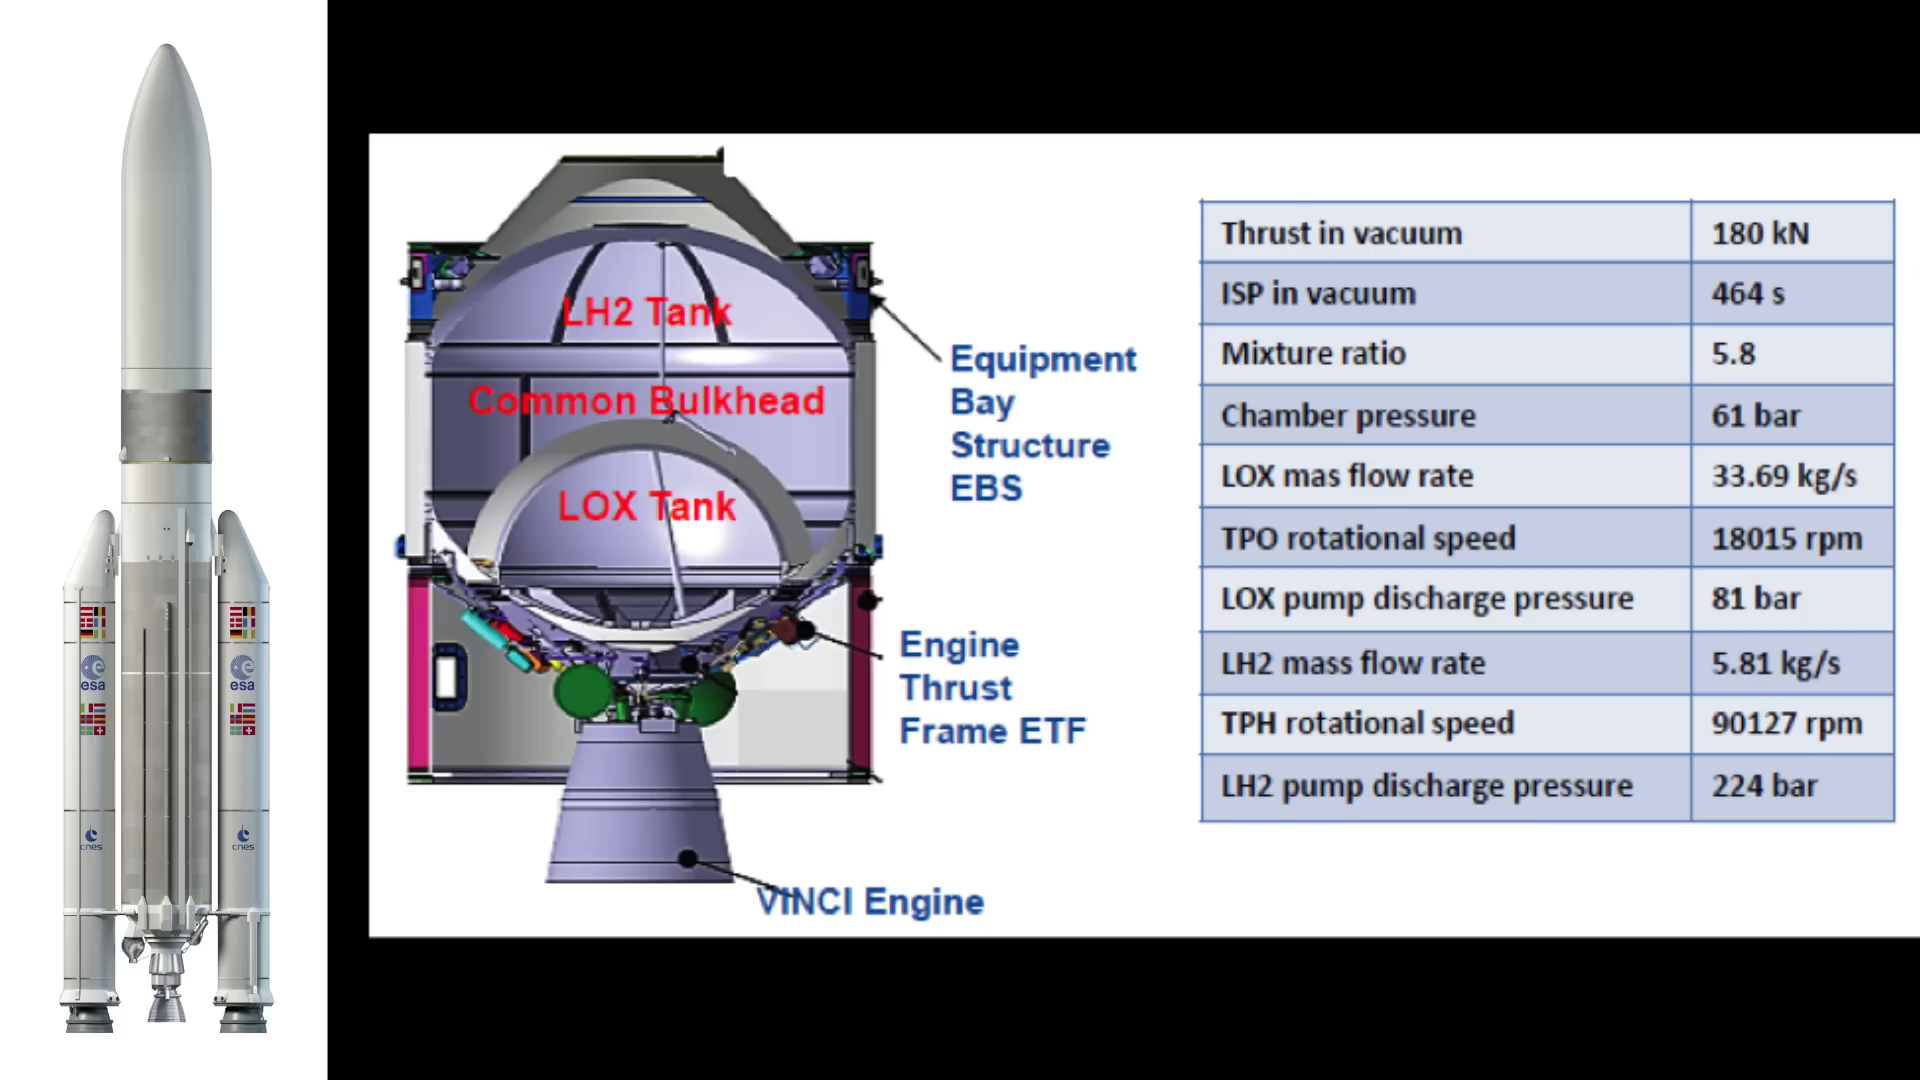 esa
cnes
esa
cnes
LH2 Tank
Common Bulkhead
LOX Tank
Equipment
Bay
Structure
EBS
Engine
Thrust
Frame ETF
VINCI Engine
Thrust in vacuum 180 kN
ISP in vacuum 464 s
Mixture ratio 5.8
Chamber pressure 61 bar
LOX mas flow rate 33.69 kg/s
TPO rotational speed 18015 rpm
LOX pump discharge pressure 81 bar
LH2 mass flow rate 5.81 kg/s
TPH rotational speed 90127 rpm
LH2 pump discharge pressure 224 bar